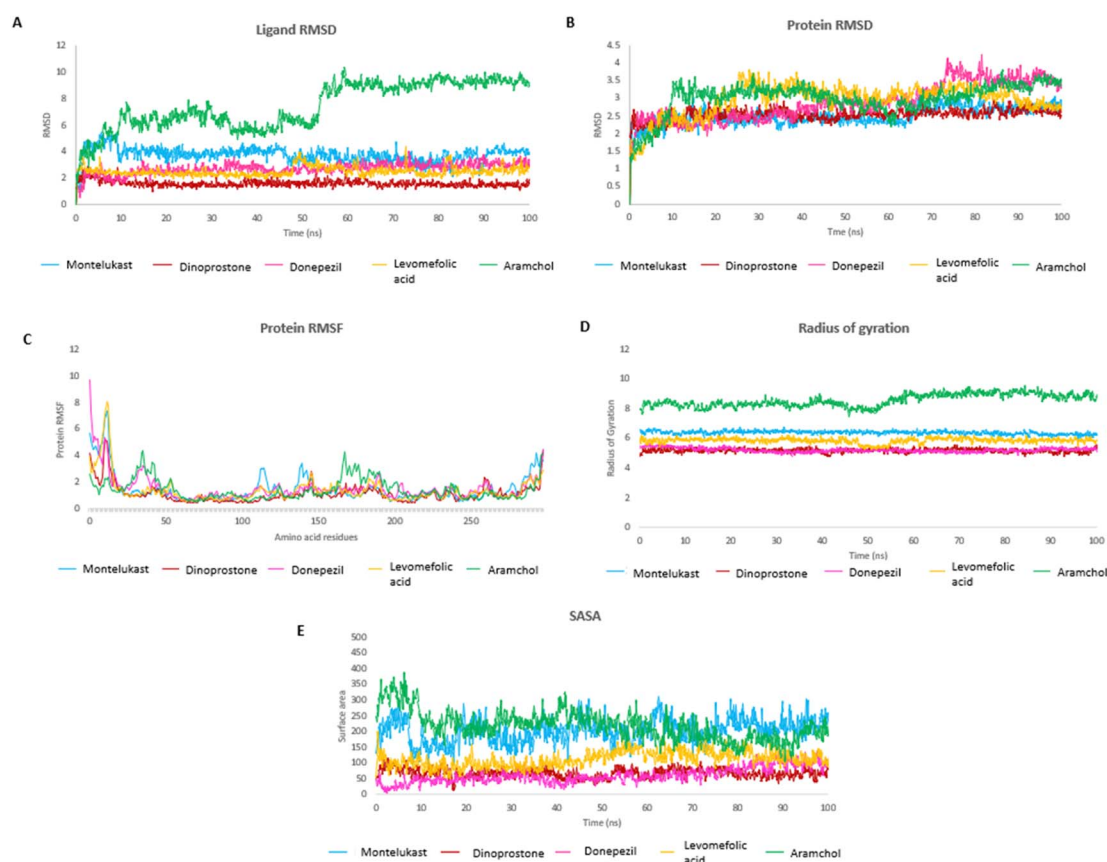 A
Ligand RMSD
12
10
8
6
4
2
0
RMSD
0 10 20 30 40 50 60 70 80 90 100
Time (ns)
Montelukast Dinoprostone Donepezil Levomefolic acid Aramchol
B
Protein RMSD
4.5
4
3.5
3
2.5
2
1.5
1
0.5
0
RMSD
0 10 20 30 40 50 60 70 80 90 100
Tme (ns)
Montelukast Dinoprostone Donepezil Levomefolic acid Aramchol
C
Protein RMSF
12
10
8
6
4
2
0
Protein RMSF
0 50 100 150 200 250
Amino acid residues
Montelukast Dinoprostone Donepezil Levomefolic acid Aramchol
D
Radius of gyration
12
10
8
6
4
2
0
Radius of Gyration
0 10 20 30 40 50 60 70 80 90 100
Time (ns)
Montelukast Dinoprostone Donepezil Levomefolic acid Aramchol
E
SASA
500
450
400
350
300
250
200
150
100
50
0
Surface area
0 10 20 30 40 50 60 70 80 90 100
Time (ns)
Montelukast Dinoprostone Donepezil Levomefolic acid Aramchol